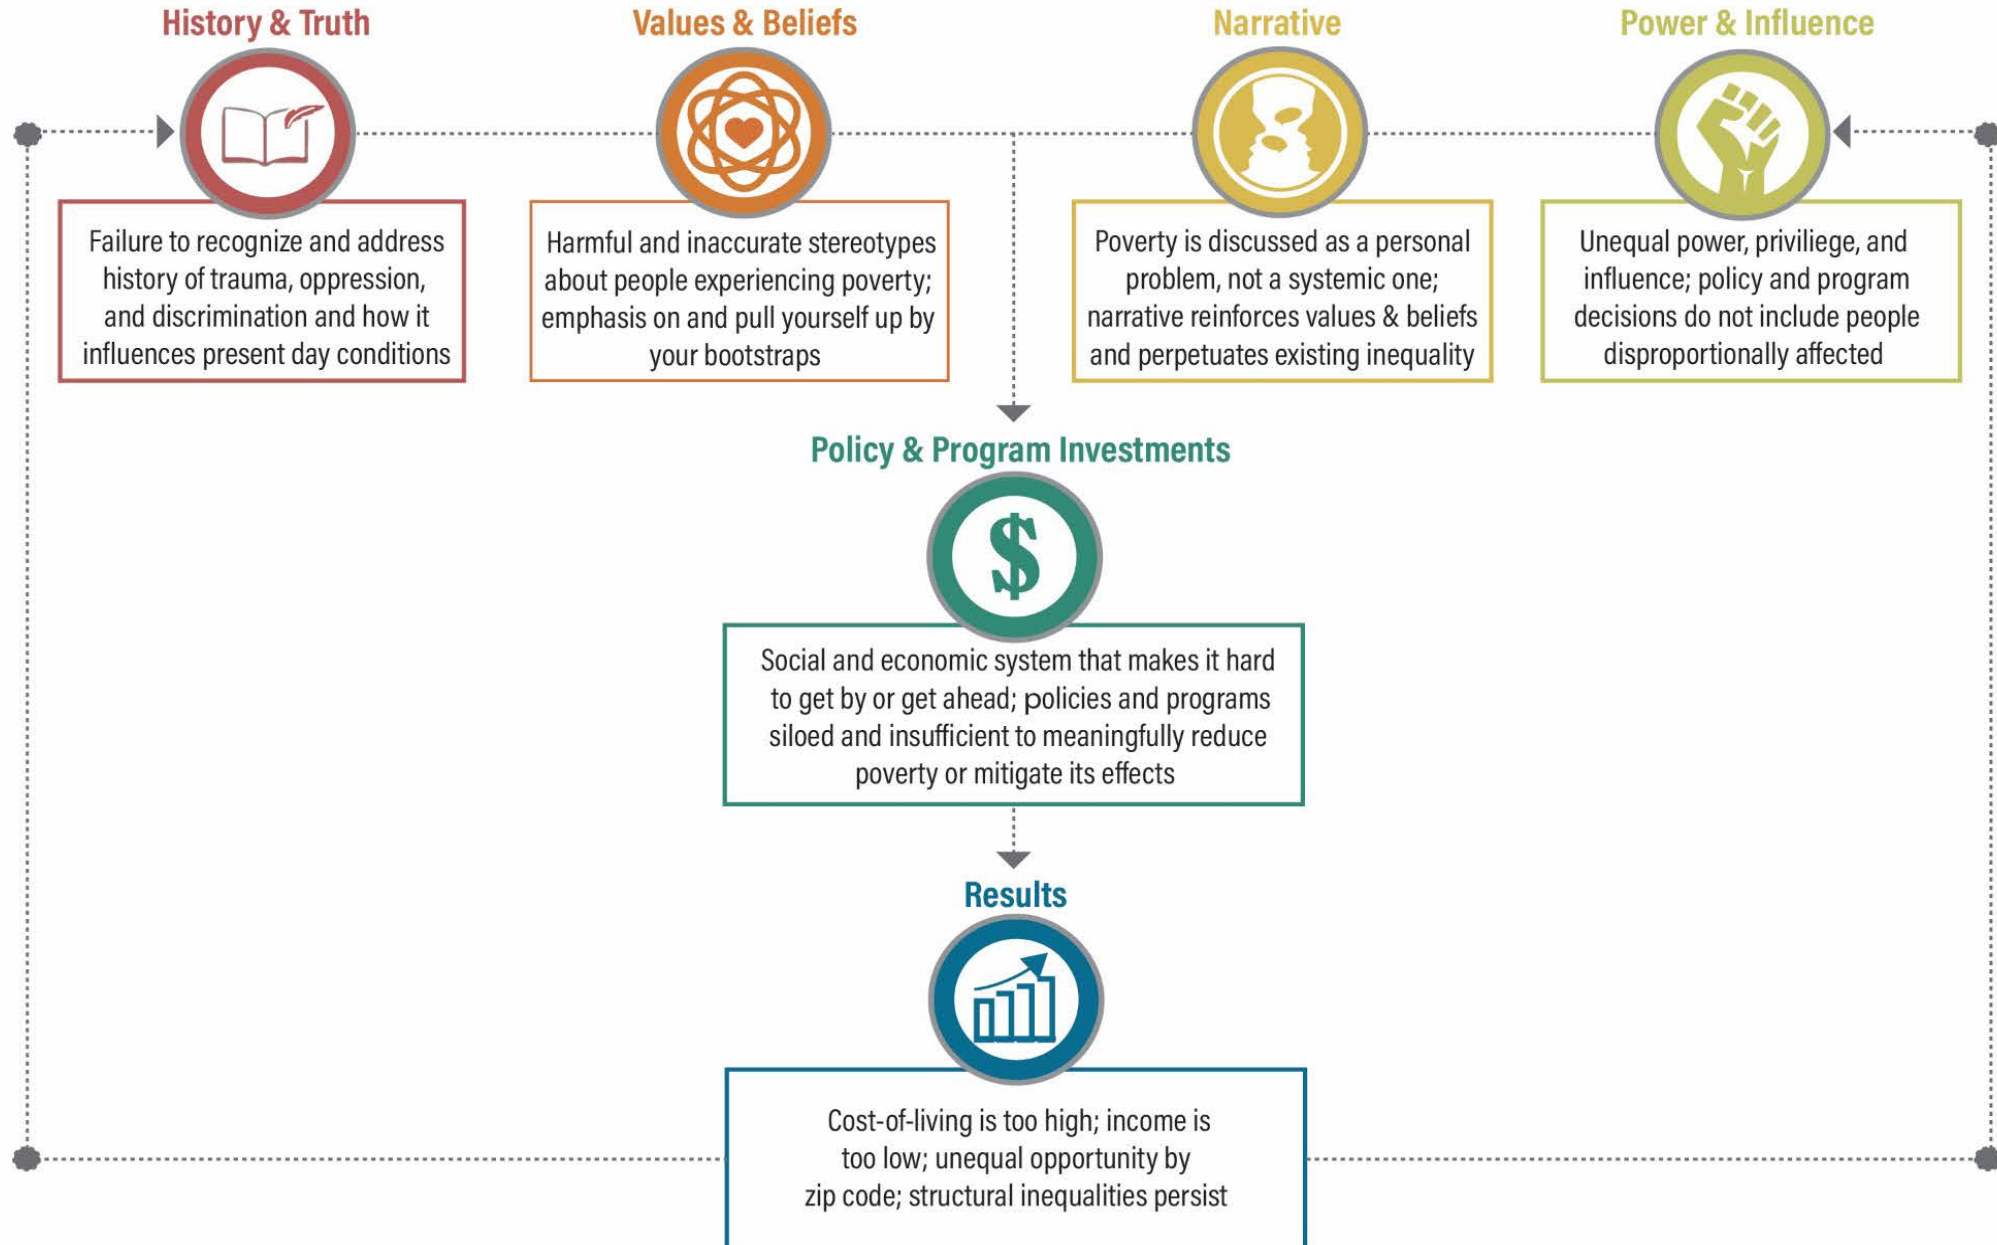 History & Truth
Failure to recognize and address
history of trauma, oppression,
and discrimination and how it
influences present day conditions
Values & Beliefs
Harmful and inaccurate stereotypes
about people experiencing poverty;
emphasis on and pull yourself up by
your bootstraps
Narrative
Poverty is discussed as a personal
problem, not a systemic one;
narrative reinforces values & beliefs
and perpetuates existing inequality
Power & Influence
Unequal power, priviliege, and
influence; policy and program
decisions do not include people
disproportionally affected
Policy & Program Investments
$
Social and economic system that makes it hard
to get by or get ahead; policies and programs
siloed and insufficient to meaningfully reduce
poverty or mitigate its effects
Results
Cost-of-living is too high; income is
too low; unequal opportunity by
zip code; structural inequalities persist